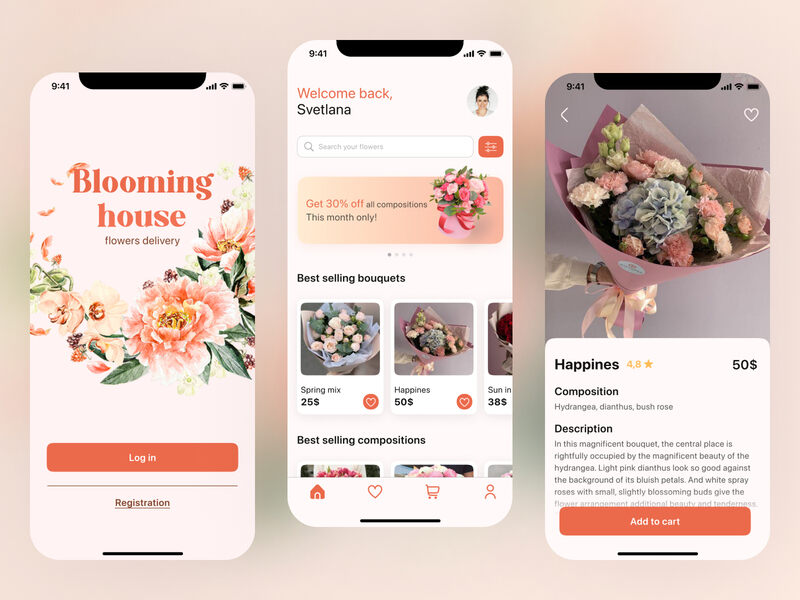 9:41
Blooming
house
flowers delivery
Log in
Registration
9:41
Welcome back,
Svetlana
Search your flowers
Get 30% off all compositions
This month only!
Best selling bouquets
Spring mix
25$
Happines
50$
Sun in
38$
Best selling compositions
9:41
Happines 4,8 50$
Composition
Hydrangea, dianthus, bush rose
Description
In this magnificent bouquet, the central place is
rightfully occupied by the magnificent beauty of the
hydrangea. Light pink dianthus look so good against
the background of its bluish petals. And white spray
roses with small, slightly blossoming buds give the
flower arrangement additional beauty and tenderness.
Add to cart